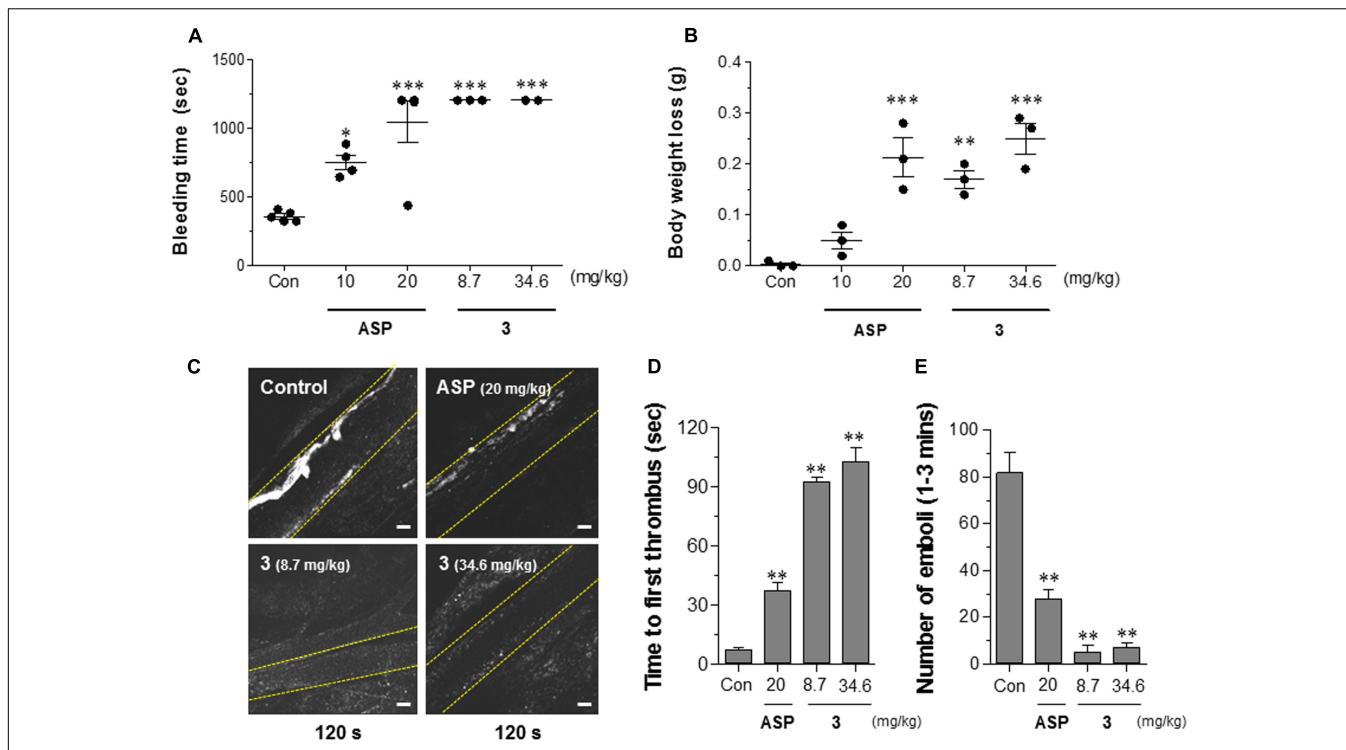 A
Bleeding time (sec)
1500
1000
500
0
*
***
***
***
Con
10
20
8.7
34.6
(mg/kg)
ASP
3
B
Body weight loss (g)
0.4
0.3
0.2
0.1
0.0
***
**
***
Con
10
20
8.7
34.6
(mg/kg)
ASP
3
C
Control
ASP (20 mg/kg)
3 (8.7 mg/kg)
3 (34.6 mg/kg)
120 s
120 s
D
Time to first thrombus (sec)
120
90
60
30
0
**
**
**
Con
20
8.7
34.6
ASP
3
(mg/kg)
E
Number of emboli (1-3 mins)
100
80
60
40
20
0
**
**
**
Con
20
8.7
34.6
ASP
3
(mg/kg)